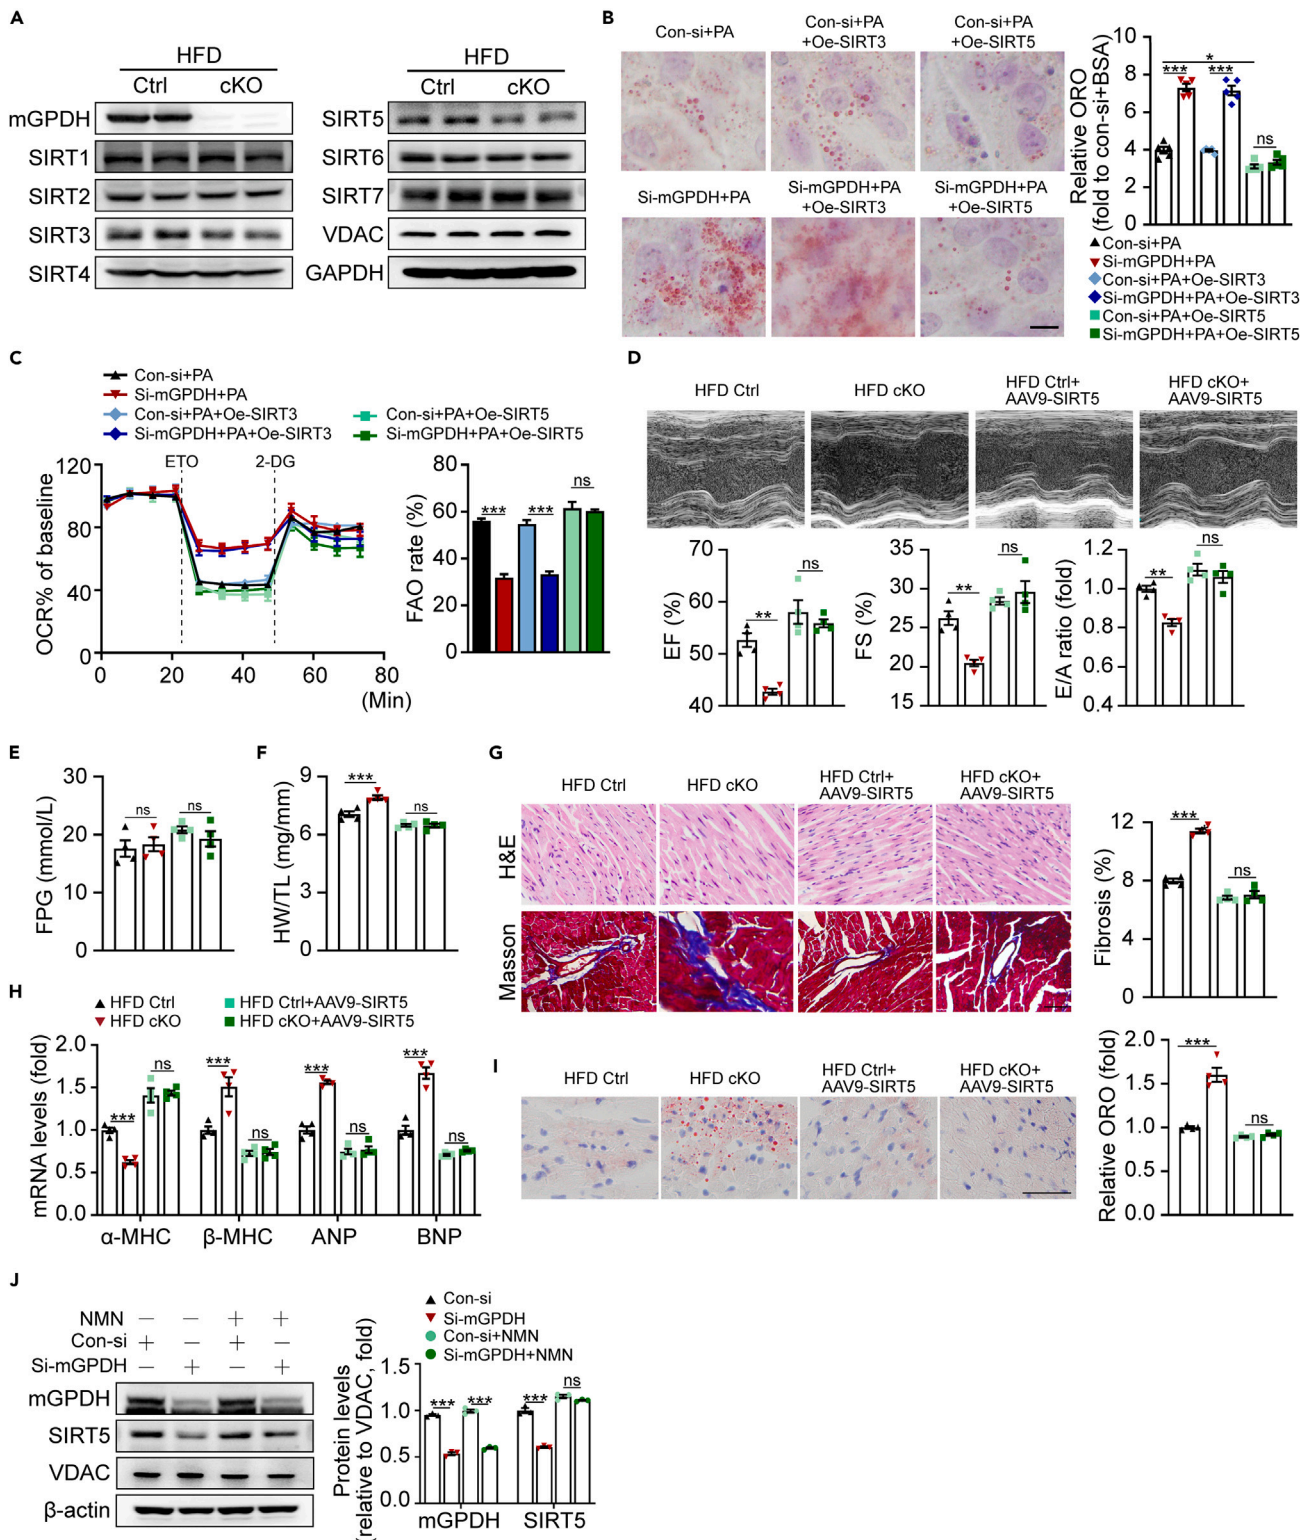 A
HFD
Ctrl cKO
mGPDH
SIRT1
SIRT2
SIRT3
SIRT4
HFD
Ctrl cKO
SIRT5
SIRT6
SIRT7
VDAC
GAPDH
B
Con-si+PA
Con-si+PA
+Oe-SIRT3
Con-si+PA
+Oe-SIRT5
Si-mGPDH+PA
Si-mGPDH+PA
+Oe-SIRT3
Si-mGPDH+PA
+Oe-SIRT5
Relative ORO
(fold to con-si+BSA)
10
8
6
4
2
0
*
*** ***
ns
Con-si+PA
Si-mGPDH+PA
Con-si+PA+Oe-SIRT3
Si-mGPDH+PA+Oe-SIRT3
Con-si+PA+Oe-SIRT5
Si-mGPDH+PA+Oe-SIRT5
C
Con-si+PA
Si-mGPDH+PA
Con-si+PA+Oe-SIRT3
Si-mGPDH+PA+Oe-SIRT3
Con-si+PA+Oe-SIRT5
Si-mGPDH+PA+Oe-SIRT5
ETO 2-DG
OCR% of baseline
120
80
40
0
0 20 40 60 80
(Min)
FAO rate (%)
80
60
40
20
0
*** *** ns
D
HFD Ctrl
HFD cKO
HFD Ctrl+
AAV9-SIRT5
HFD cKO+
AAV9-SIRT5
EF (%)
70
60
50
40
** ns
FS (%)
35
30
25
20
15
** ns
E/A ratio (fold)
1.2
1.0
0.8
0.6
0.4
** ns
E
FPG (mmol/L)
30
20
10
0
ns ns
F
HW/TL (mg/mm)
9
6
3
0
*** ns
G
HFD Ctrl
HFD cKO
HFD Ctrl+
AAV9-SIRT5
HFD cKO+
AAV9-SIRT5
H&E
Masson
Fibrosis (%)
12
8
4
0
*** ns
H
HFD Ctrl
HFD cKO
HFD Ctrl+AAV9-SIRT5
HFD cKO+AAV9-SIRT5
mRNA levels (fold)
2.0
1.5
1.0
0.5
0.0
*** ns
*** ns
*** ns
*** ns
α-MHC β-MHC ANP BNP
I
HFD Ctrl
HFD cKO
HFD Ctrl+
AAV9-SIRT5
HFD cKO+
AAV9-SIRT5
Relative ORO (fold)
2.0
1.5
1.0
0.5
0.0
*** ns
J
NMN — — + +
Con-si + — + —
Si-mGPDH — + — +
mGPDH
SIRT5
VDAC
β-actin
Con-si
Si-mGPDH
Con-si+NMN
Si-mGPDH+NMN
Protein levels
(relative to VDAC, fold)
1.5
1.0
0.5
0.0
*** *** *** ns
mGPDH SIRT5